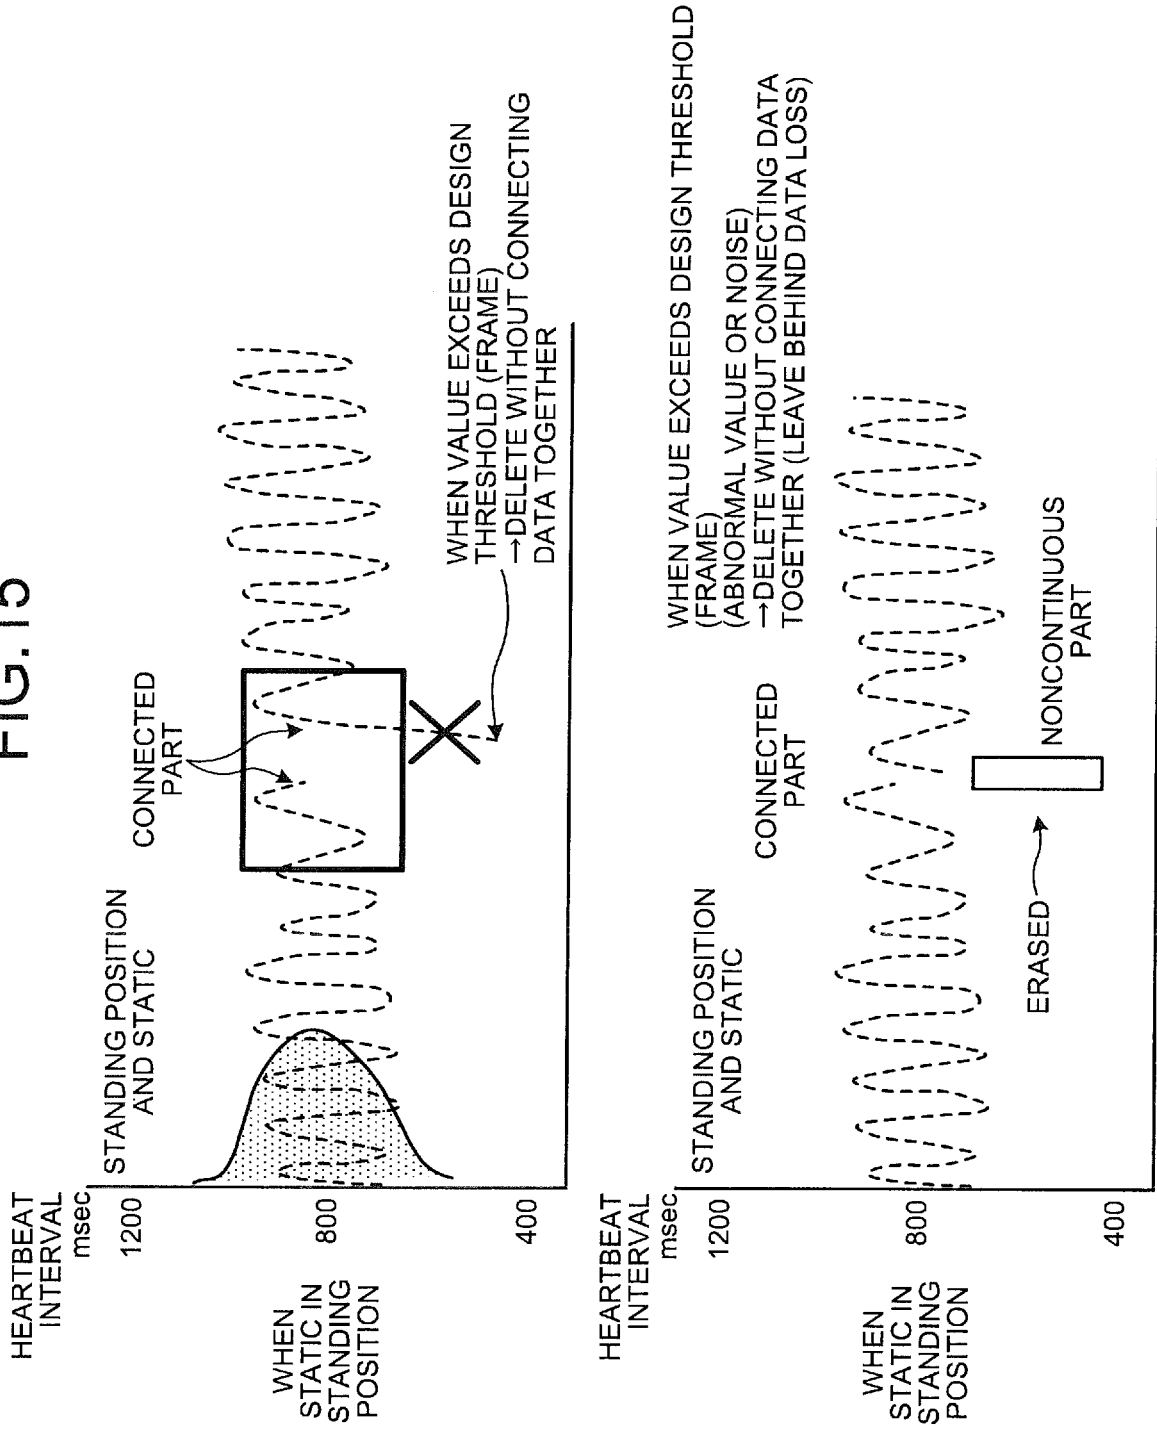 FIG.15
HEARTBEAT
INTERVAL
msec
1200
800
400
WHEN
STATIC IN
STANDING
POSITION
STANDING POSITION
AND STATIC
CONNECTED
PART
WHEN VALUE EXCEEDS DESIGN
THRESHOLD (FRAME)
→DELETE WITHOUT CONNECTING
DATA TOGETHER
HEARTBEAT
INTERVAL
msec
1200
800
400
WHEN
STATIC IN
STANDING
POSITION
STANDING POSITION
AND STATIC
CONNECTED
PART
WHEN VALUE EXCEEDS DESIGN THRESHOLD
(FRAME)
(ABNORMAL VALUE OR NOISE)
→DELETE WITHOUT CONNECTING DATA
TOGETHER (LEAVE BEHIND DATA LOSS)
ERASED
NONCONTINUOUS
PART